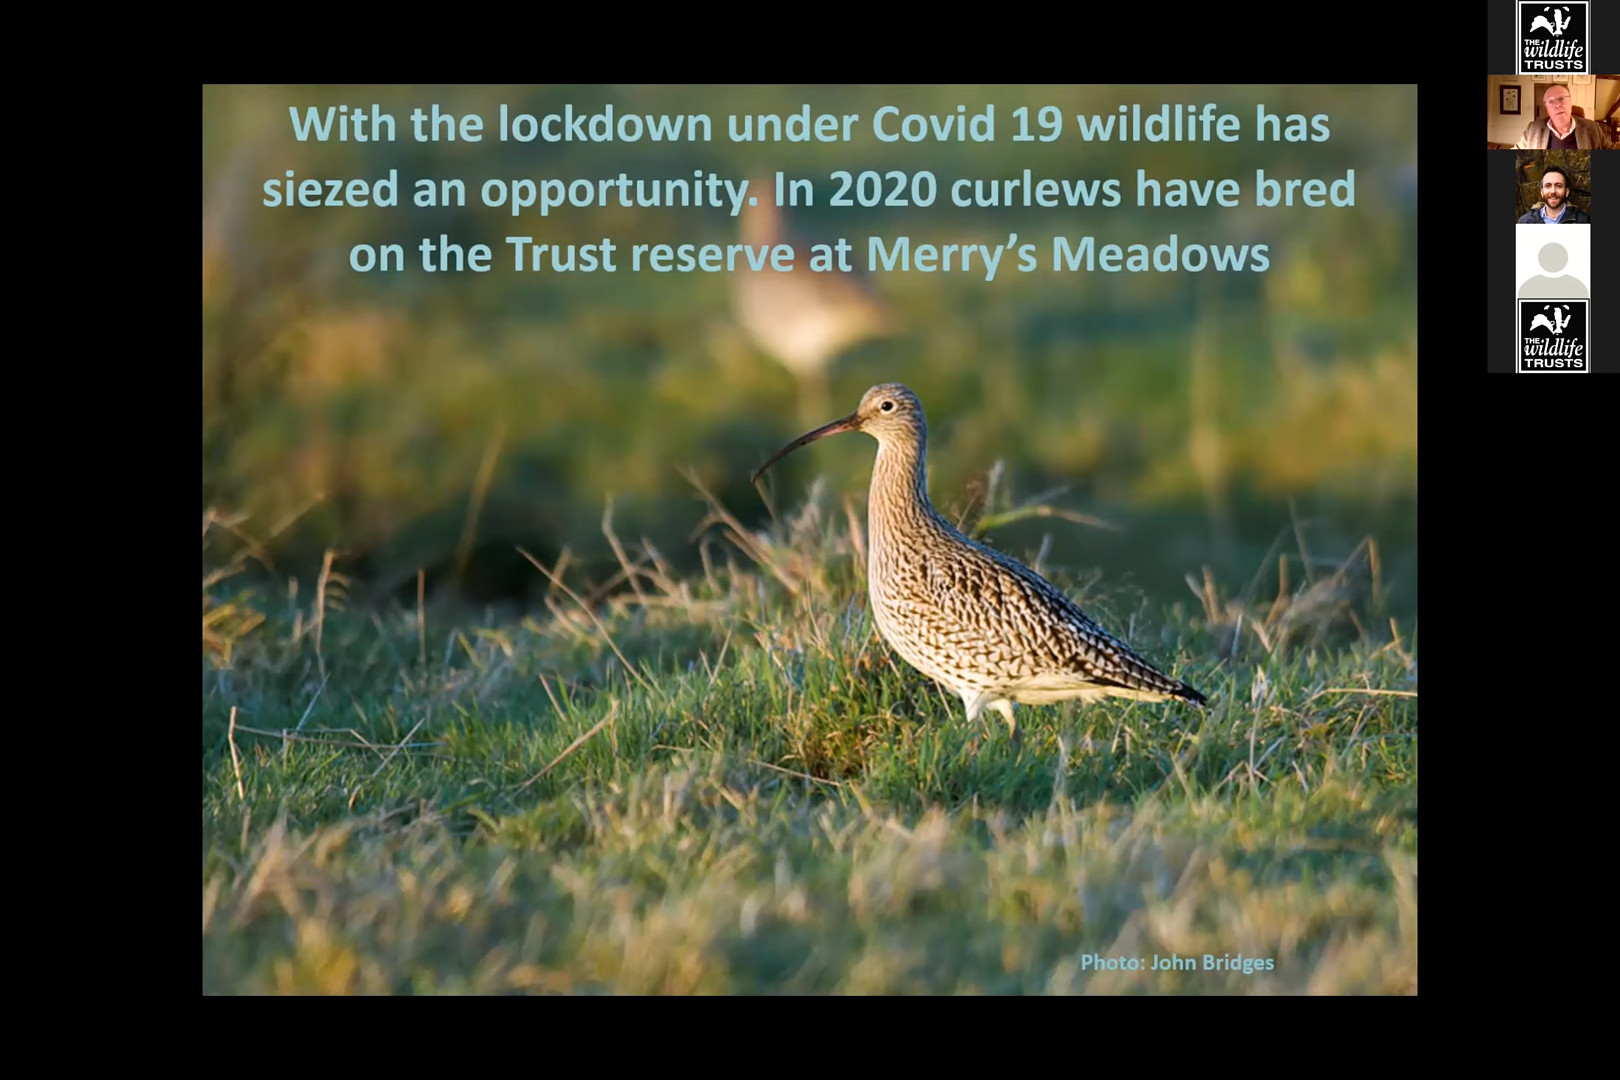 With the lockdown under Covid 19 wildlife has
siezed an opportunity. In 2020 curlews have bred
on the Trust reserve at Merry’s Meadows
Photo: John Bridges
THE
wildlife
TRUSTS
THE
wildlife
TRUSTS